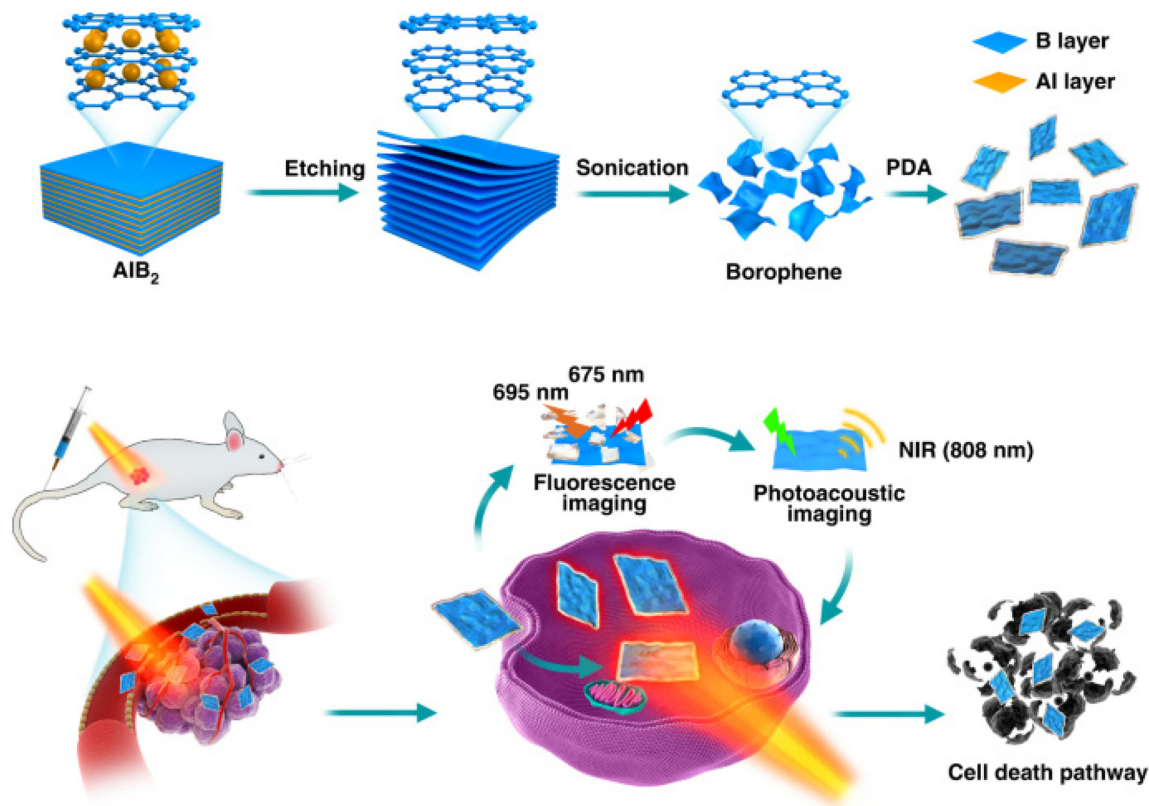 B layer
Al layer
Etching
Sonication
PDA
AlB₂
Borophene
675 nm
695 nm
Fluorescence
imaging
NIR (808 nm)
Photoacoustic
imaging
Cell death pathway